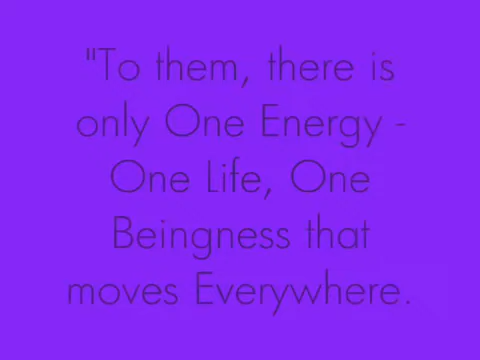 "To them, there is
only One Energy -
One Life, One
Beingness that
moves Everywhere.